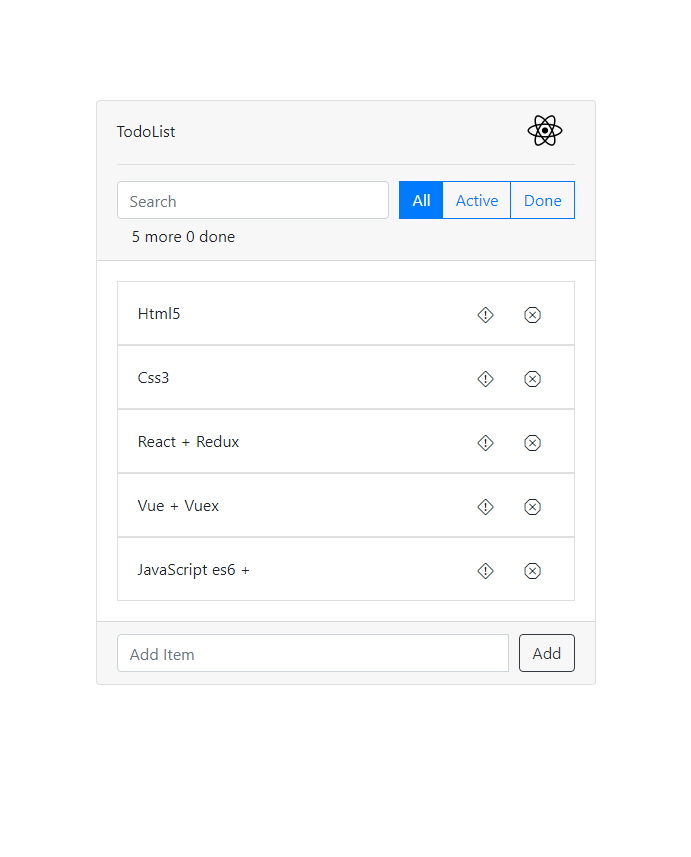 TodoList
Search
All Active Done
5 more 0 done
Html5
Css3
React + Redux
Vue + Vuex
JavaScript es6 +
Add Item Add